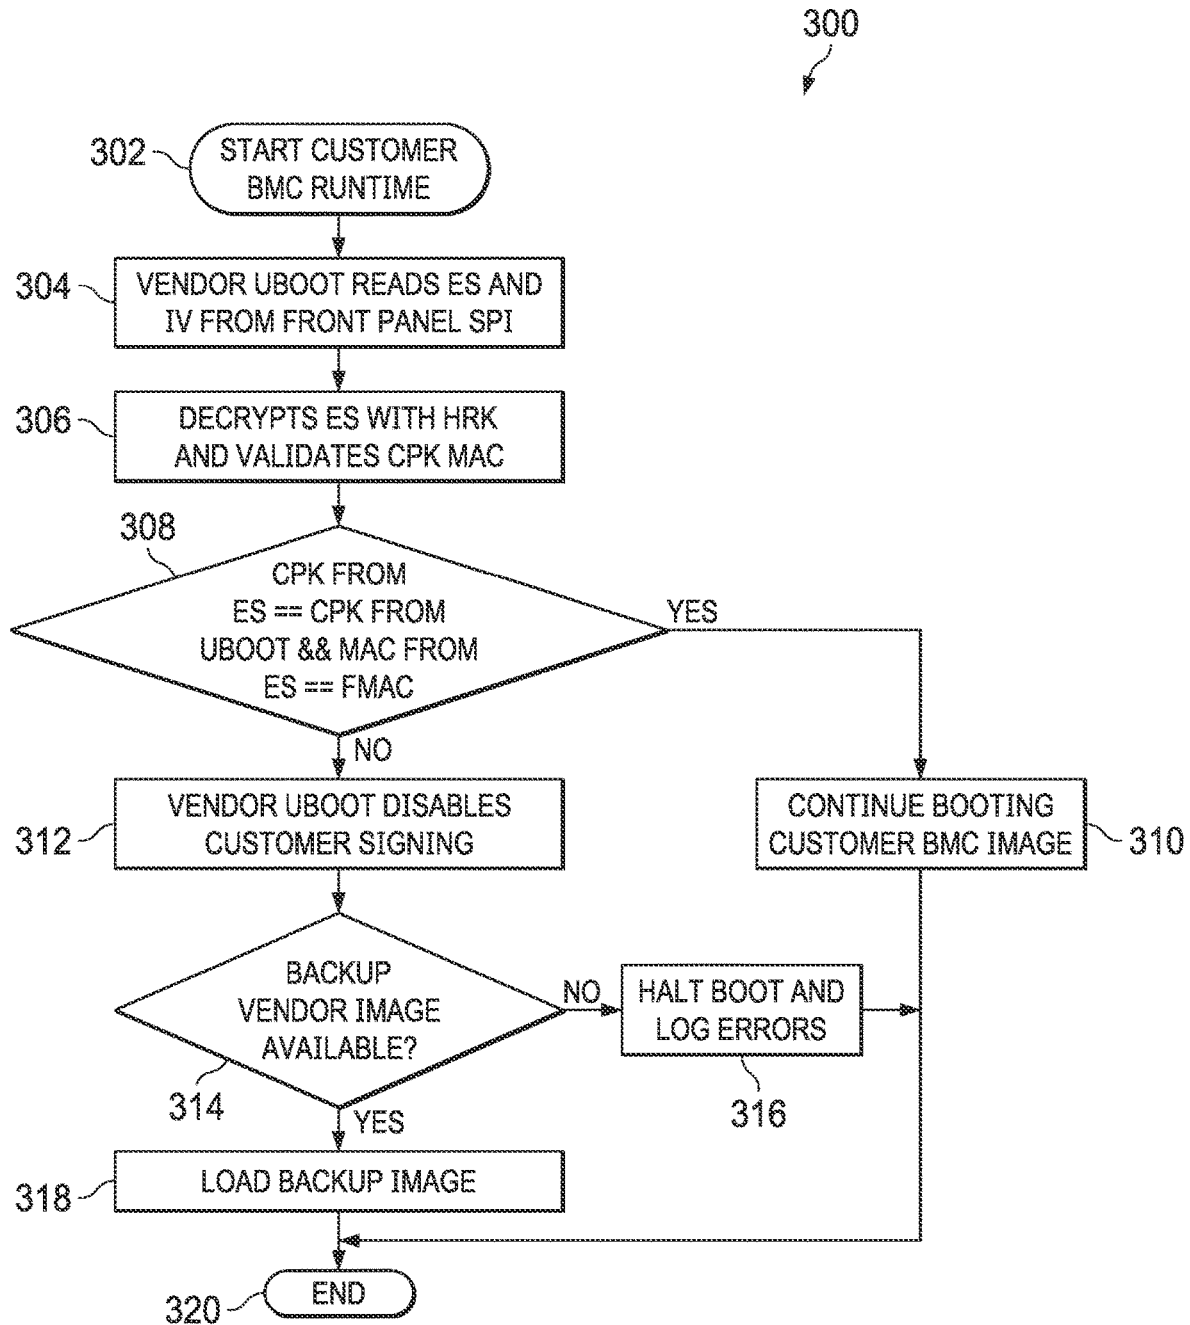 300
302
START CUSTOMER
BMC RUNTIME
304
VENDOR UBOOT READS ES AND
IV FROM FRONT PANEL SPI
306
DECRYPTS ES WITH HRK
AND VALIDATES CPK MAC
308
CPK FROM
ES == CPK FROM
UBOOT && MAC FROM
ES == FMAC
YES
NO
312
VENDOR UBOOT DISABLES
CUSTOMER SIGNING
CONTINUE BOOTING
CUSTOMER BMC IMAGE
310
BACKUP
VENDOR IMAGE
AVAILABLE?
314
NO
HALT BOOT AND
LOG ERRORS
316
YES
318
LOAD BACKUP IMAGE
320
END